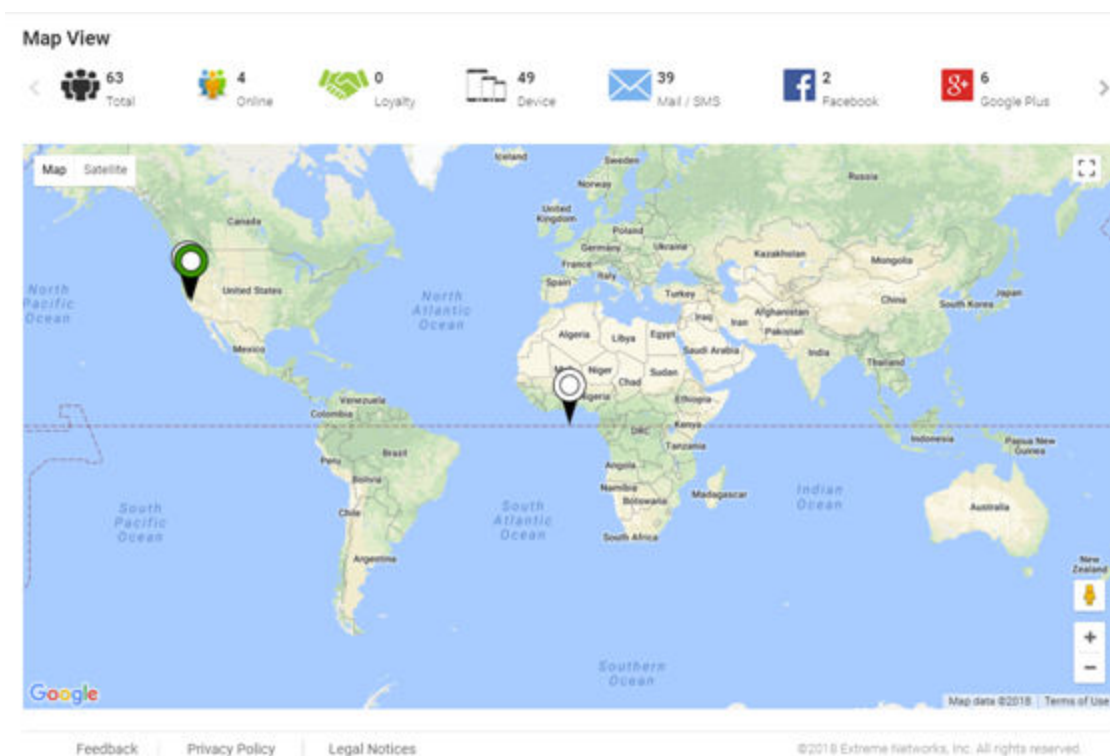 Map View
63
Total
4
Online
0
Loyalty
49
Device
39
Mail / SMS
2
Facebook
6
Google Plus
Map
Satellite
Iceland
Sweden
Russia
Norway
Canada
United
Kingdom
Poland
Germany
Ukraine
Kazakhstan
Mongolia
France
Italy
Spain
North
Pacific
Ocean
United States
North
Atlantic
Ocean
Turkey
China
South Korea
Japan
Afghanistan
Iraq
Iran
Pakistan
Algeria
Libya
Egypt
Saudi Arabia
India
Mexico
Thailand
Niger
Chad
Sudan
Venezuela
Colombia
Ethiopia
DRC
Kenya
Indonesia
Papua New
Guinea
Tanzania
Peru
Brazil
Angola
Bolivia
Namibia
Botswana
Madagascar
Indian
Ocean
South
Pacific
Ocean
Chile
South
Atlantic
Ocean
Australia
South Africa
Argentina
New
Zealand
Southern
Ocean
Google
Map data ©2018
Terms of Use
Feedback
Privacy Policy
Legal Notices
©2018 Extreme Networks, Inc. All rights reserved.